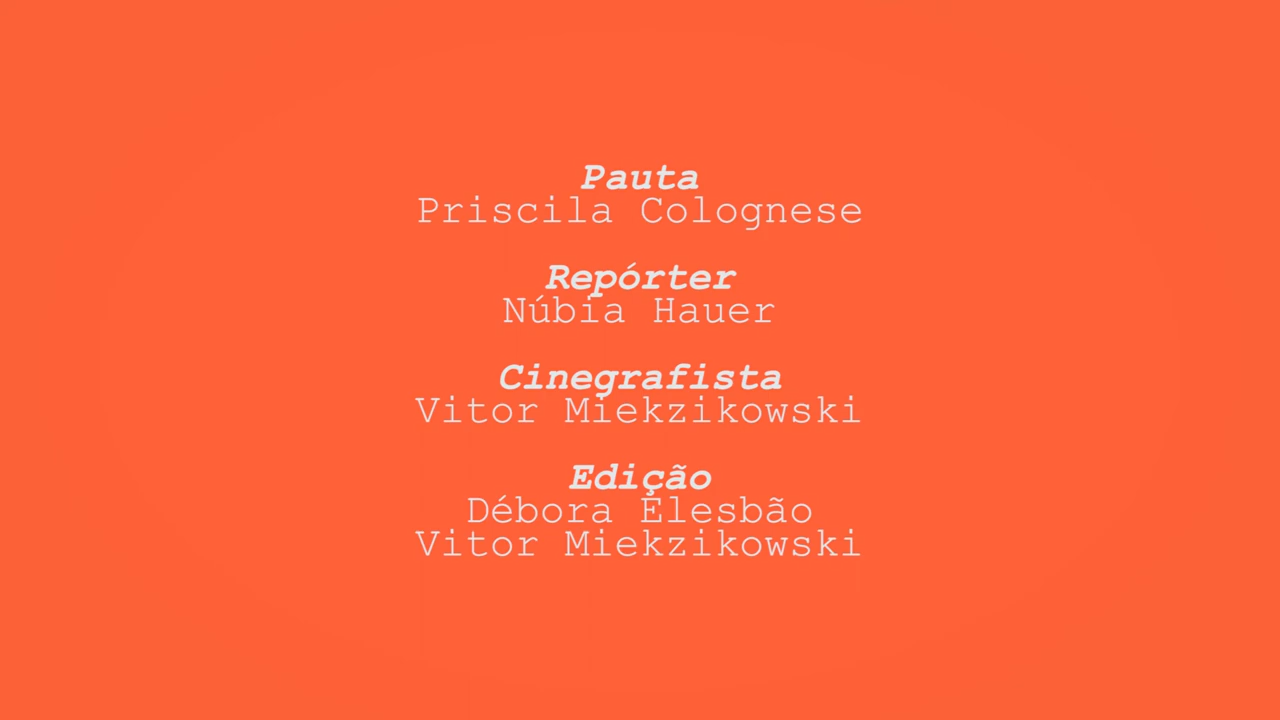 Pauta
Priscila Colognese
Repórter
Núbia Hauer
Cinegrafista
Vitor Miekzikowski
Edição
Débora Elesbão
Vitor Miekzikowski